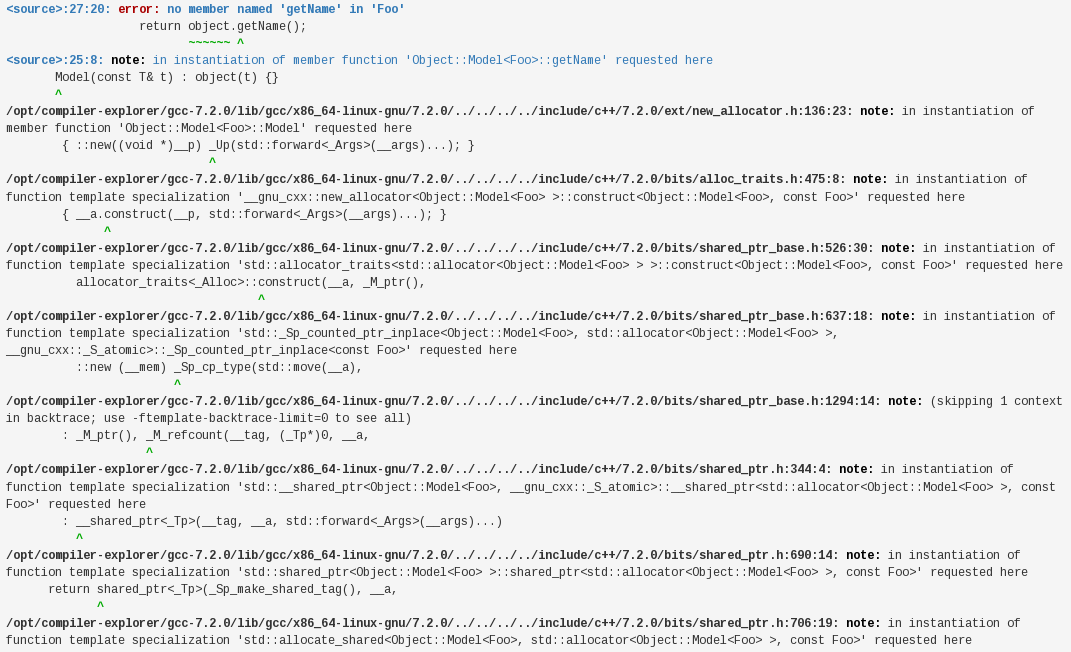 <source>:27:20: error: no member named 'getName' in 'Foo'
return object.getName();
~~~~~~ ^
<source>:25:8: note: in instantiation of member function 'Object::Model<Foo>::getName' requested here
Model(const T& t) : object(t) {}
^
/opt/compiler-explorer/gcc-7.2.0/lib/gcc/x86_64-linux-gnu/7.2.0/../../../../include/c++/7.2.0/ext/new_allocator.h:136:23: note: in instantiation of
member function 'Object::Model<Foo>::Model' requested here
{ ::new((void *)__p) _Up(std::forward<_Args>(__args)...); }
^
/opt/compiler-explorer/gcc-7.2.0/lib/gcc/x86_64-linux-gnu/7.2.0/../../../../include/c++/7.2.0/bits/alloc_traits.h:475:8: note: in instantiation of
function template specialization '__gnu_cxx::new_allocator<Object::Model<Foo> >::construct<Object::Model<Foo>, const Foo>' requested here
{ __a.construct(__p, std::forward<_Args>(__args)...); }
^
/opt/compiler-explorer/gcc-7.2.0/lib/gcc/x86_64-linux-gnu/7.2.0/../../../../include/c++/7.2.0/bits/shared_ptr_base.h:526:30: note: in instantiation of
function template specialization 'std::allocator_traits<std::allocator<Object::Model<Foo> > >::construct<Object::Model<Foo>, const Foo>' requested here
allocator_traits<_Alloc>::construct(__a, _M_ptr(),
^
/opt/compiler-explorer/gcc-7.2.0/lib/gcc/x86_64-linux-gnu/7.2.0/../../../../include/c++/7.2.0/bits/shared_ptr_base.h:637:18: note: in instantiation of
function template specialization 'std::_Sp_counted_ptr_inplace<Object::Model<Foo>, std::allocator<Object::Model<Foo> >,
__gnu_cxx::_S_atomic>::_Sp_counted_ptr_inplace<const Foo>' requested here
::new (__mem) _Sp_cp_type(std::move(__a),
^
/opt/compiler-explorer/gcc-7.2.0/lib/gcc/x86_64-linux-gnu/7.2.0/../../../../include/c++/7.2.0/bits/shared_ptr_base.h:1294:14: note: (skipping 1 context
in backtrace; use -ftemplate-backtrace-limit=0 to see all)
: _M_ptr(), _M_refcount(__tag, (_Tp*)0, __a,
^
/opt/compiler-explorer/gcc-7.2.0/lib/gcc/x86_64-linux-gnu/7.2.0/../../../../include/c++/7.2.0/bits/shared_ptr.h:344:4: note: in instantiation of
function template specialization 'std::__shared_ptr<Object::Model<Foo>, __gnu_cxx::_S_atomic>::__shared_ptr<std::allocator<Object::Model<Foo> >, const
Foo>' requested here
: __shared_ptr<_Tp>(__tag, __a, std::forward<_Args>(__args)...)
^
/opt/compiler-explorer/gcc-7.2.0/lib/gcc/x86_64-linux-gnu/7.2.0/../../../../include/c++/7.2.0/bits/shared_ptr.h:690:14: note: in instantiation of
function template specialization 'std::shared_ptr<Object::Model<Foo> >::shared_ptr<std::allocator<Object::Model<Foo> >, const Foo>' requested here
return shared_ptr<_Tp>(_Sp_make_shared_tag(), __a,
^
/opt/compiler-explorer/gcc-7.2.0/lib/gcc/x86_64-linux-gnu/7.2.0/../../../../include/c++/7.2.0/bits/shared_ptr.h:706:19: note: in instantiation of
function template specialization 'std::allocate_shared<Object::Model<Foo>, std::allocator<Object::Model<Foo> >, const Foo>' requested here